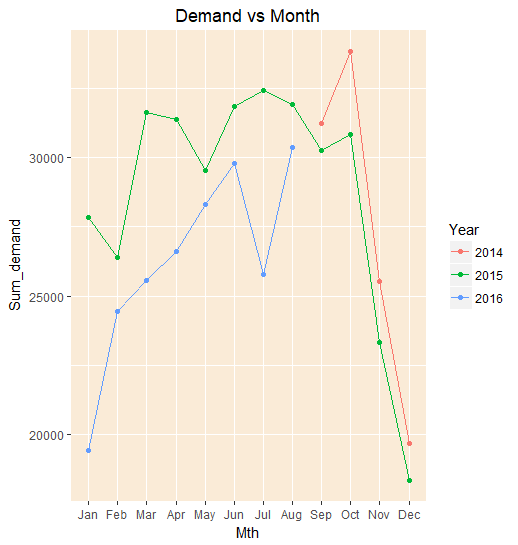 Demand vs Month
Sum_demand
30000
25000
20000
Jan Feb Mar Apr May Jun Jul Aug Sep Oct Nov Dec
Mth
Year
2014
2015
2016